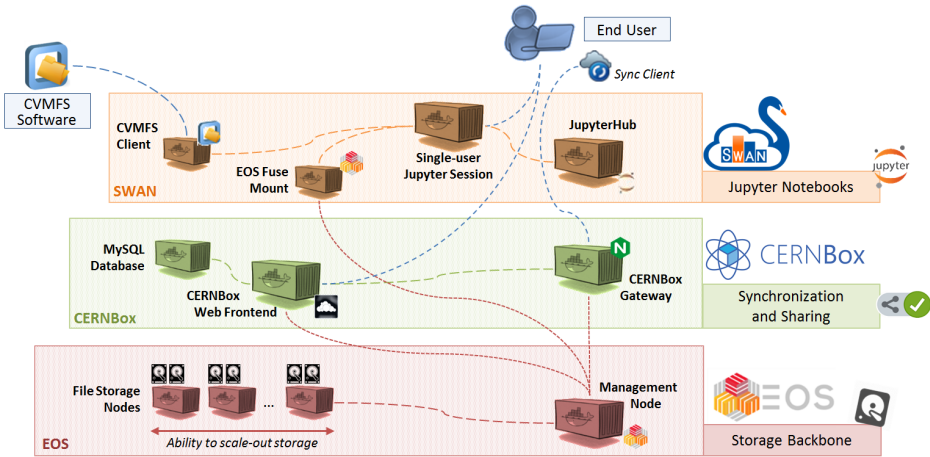 End User
Sync Client
CVMFS
Software
CVMFS
Client
EOS Fuse
Mount
Single-user
Jupyter Session
JupyterHub
SWAN
SWAN
jupyter
Jupyter Notebooks
MySQL
Database
CERNBox
Web Frontend
CERNBox
Gateway
N
CERNBox
CERNBox
Synchronization
and Sharing
File Storage
Nodes
...
Management
Node
Ability to scale-out storage
EOS
EOS
Storage Backbone